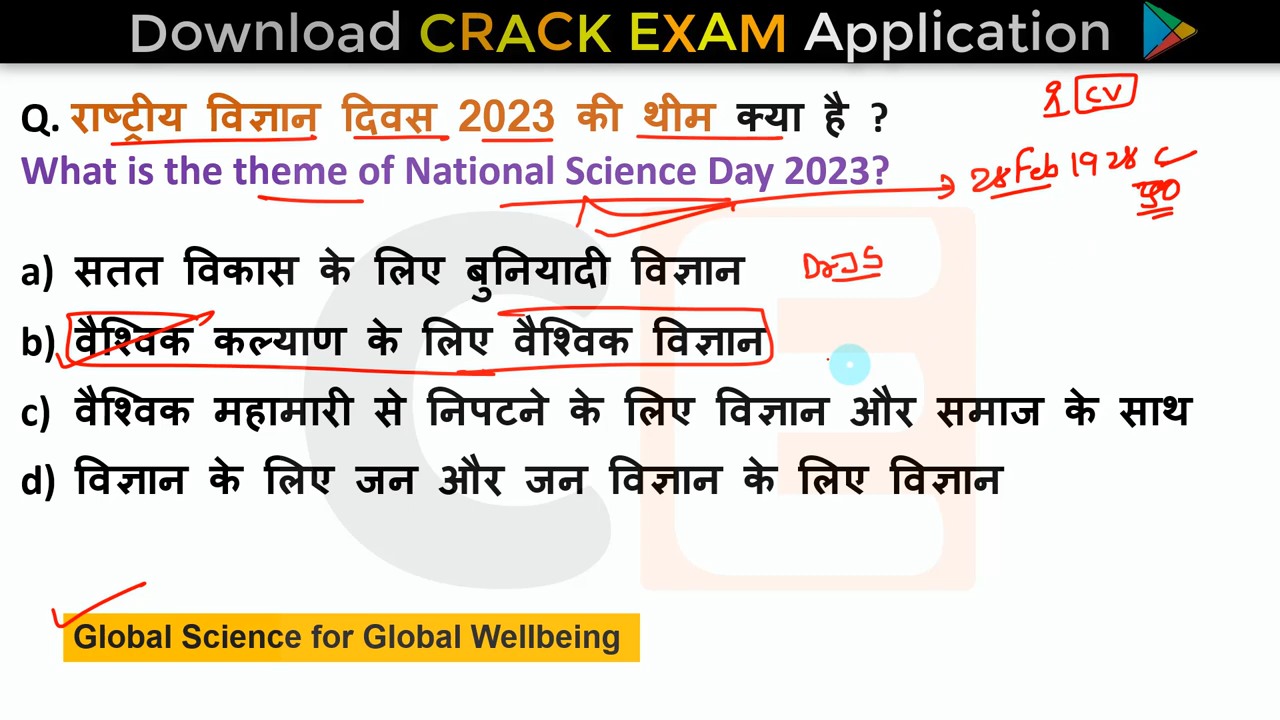 Download CRACK EXAM Application
Q. राष्ट्रीय विज्ञान दिवस 2023 की थीम क्या है ?
CV
What is the theme of National Science Day 2023?
28 Feb 1928
a) सतत विकास के लिए बुनियादी विज्ञान
b) वैश्विक कल्याण के लिए वैश्विक विज्ञान
c) वैश्विक महामारी से निपटने के लिए विज्ञान और समाज के साथ
d) विज्ञान के लिए जन और जन विज्ञान के लिए विज्ञान
Global Science for Global Wellbeing